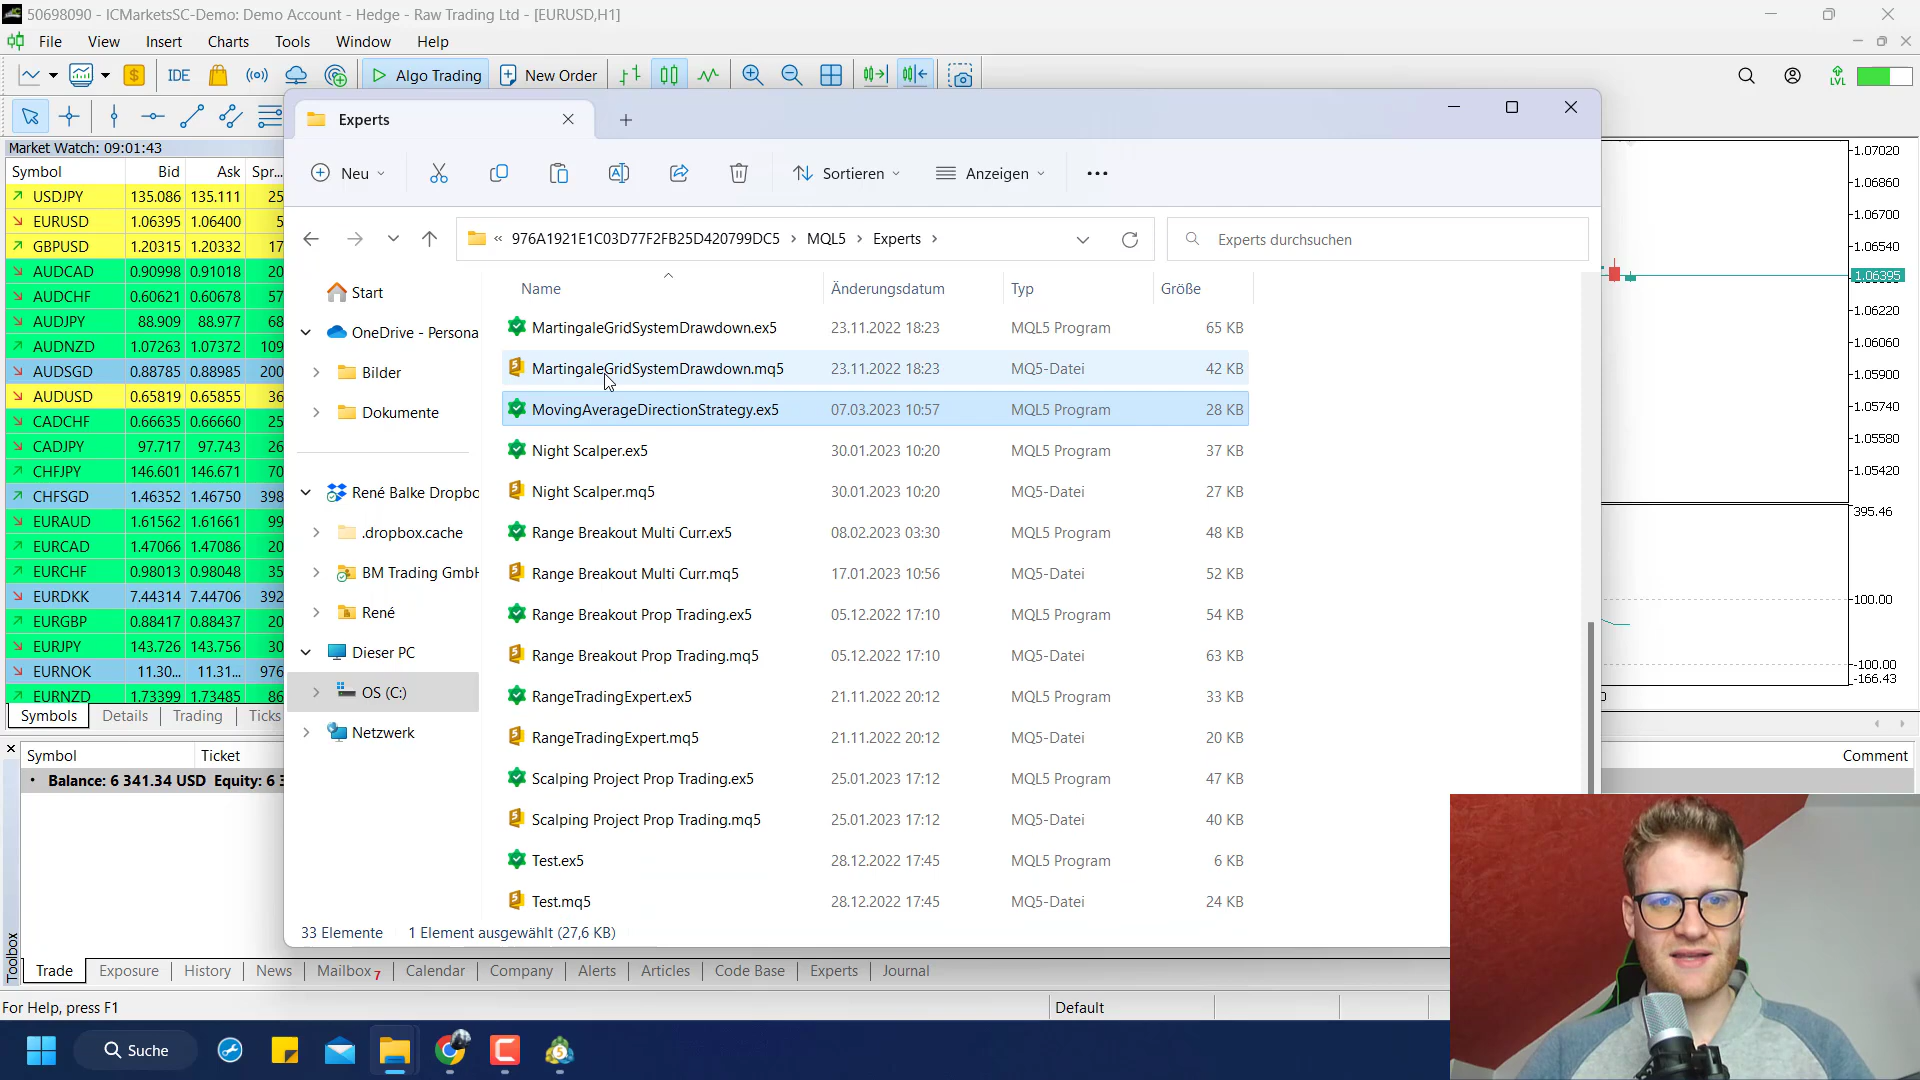 50698090 - ICMarketsSC-Demo: Demo Account - Hedge - Raw Trading Ltd - [EURUSD,H1]
File View Insert Charts Tools Window Help
IDE Algo Trading New Order LVL
Experts
Neu Sortieren Anzeigen
976A1921E1C03D77F2FB25D420799DC5 MQL5 Experts Experts durchsuchen
Market Watch: 09:01:43
Symbol Bid Ask Spr...
USDJPY 135.086 135.111 25
EURUSD 1.06395 1.06400 5
GBPUSD 1.20315 1.20332 17
AUDCAD 0.90998 0.91018 20
AUDCHF 0.60621 0.60678 57
AUDJPY 88.909 88.977 68
AUDNZD 1.07263 1.07372 109
AUDSGD 0.88785 0.88985 200
AUDUSD 0.65819 0.65855 36
CADCHF 0.66635 0.66660 25
CADJPY 97.717 97.743 26
CHFJPY 146.601 146.671 70
CHFSGD 1.46352 1.46750 398
EURAUD 1.61562 1.61661 99
EURCAD 1.47066 1.47086 20
EURCHF 0.98013 0.98048 35
EURDKK 7.44314 7.44706 392
EURGBP 0.88417 0.88437 20
EURJPY 143.726 143.756 30
EURNOK 11.30... 11.31... 976
EURNZD 1.73399 1.73485 86
Symbols Details Trading Ticks
Start
OneDrive - Persona
Bilder
Dokumente
René Balke Dropbo
.dropbox.cache
BM Trading GmbH
René
Dieser PC
OS (C:)
Netzwerk
Name Änderungsdatum Typ Größe
MartingaleGridSystemDrawdown.ex5 23.11.2022 18:23 MQL5 Program 65 KB
MartingaleGridSystemDrawdown.mq5 23.11.2022 18:23 MQ5-Datei 42 KB
MovingAverageDirectionStrategy.ex5 07.03.2023 10:57 MQL5 Program 28 KB
Night Scalper.ex5 30.01.2023 10:20 MQL5 Program 37 KB
Night Scalper.mq5 30.01.2023 10:20 MQ5-Datei 27 KB
Range Breakout Multi Curr.ex5 08.02.2023 03:30 MQL5 Program 48 KB
Range Breakout Multi Curr.mq5 17.01.2023 10:56 MQ5-Datei 52 KB
Range Breakout Prop Trading.ex5 05.12.2022 17:10 MQL5 Program 54 KB
Range Breakout Prop Trading.mq5 05.12.2022 17:10 MQ5-Datei 63 KB
RangeTradingExpert.ex5 21.11.2022 20:12 MQL5 Program 33 KB
RangeTradingExpert.mq5 21.11.2022 20:12 MQ5-Datei 20 KB
Scalping Project Prop Trading.ex5 25.01.2023 17:12 MQL5 Program 47 KB
Scalping Project Prop Trading.mq5 25.01.2023 17:12 MQ5-Datei 40 KB
Test.ex5 28.12.2022 17:45 MQL5 Program 6 KB
Test.mq5 28.12.2022 17:45 MQ5-Datei 24 KB
33 Elemente 1 Element ausgewählt (27,6 KB)
1.07020
1.06860
1.06700
1.06540
1.06395
1.06220
1.06060
1.05900
1.05740
1.05580
1.05420
395.46
100.00
-100.00
-166.43
Symbol Ticket Comment
Balance: 6 341.34 USD Equity: 6 3
Toolbox
Trade Exposure History News Mailbox 7 Calendar Company Alerts Articles Code Base Experts Journal
For Help, press F1 Default
Suche